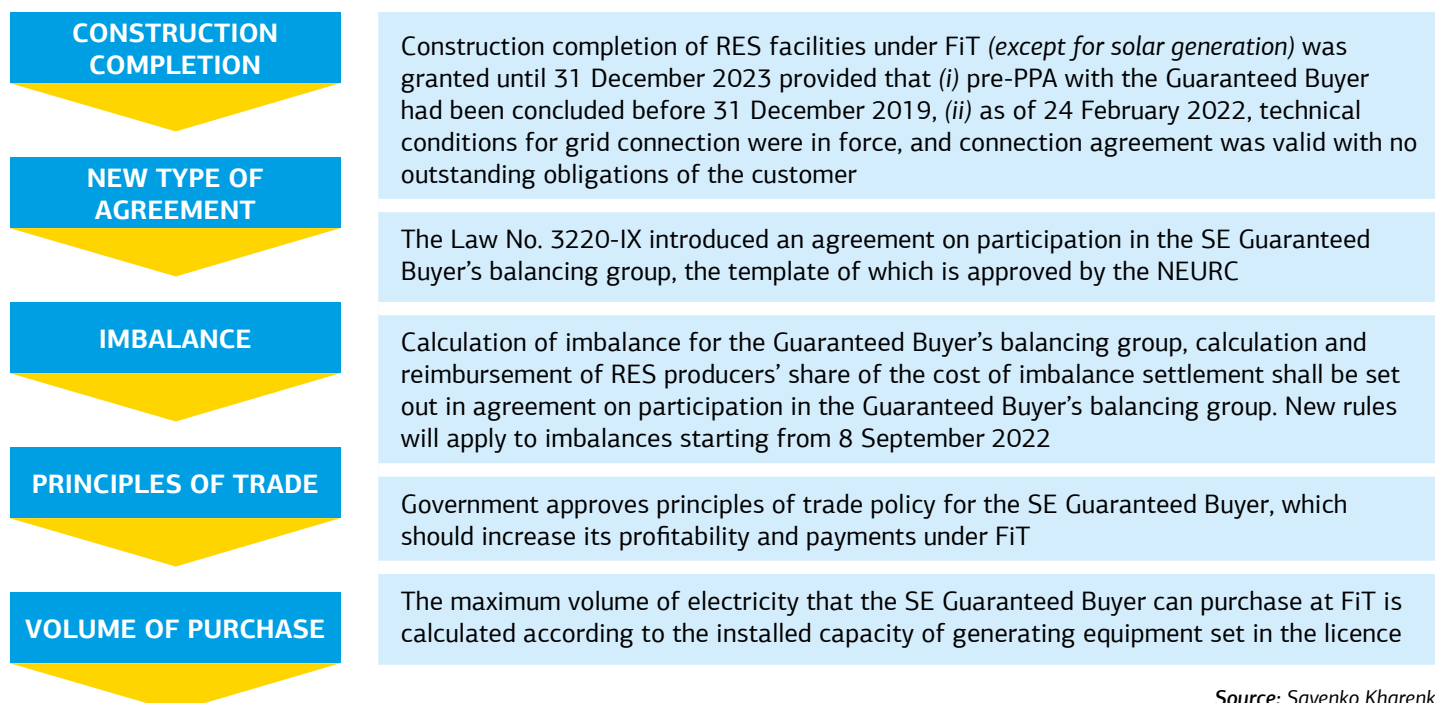 CONSTRUCTION
COMPLETION
Construction completion of RES facilities under FiT (except for solar generation) was
granted until 31 December 2023 provided that (i) pre-PPA with the Guaranteed Buyer
had been concluded before 31 December 2019, (ii) as of 24 February 2022, technical
conditions for grid connection were in force, and connection agreement was valid with no
outstanding obligations of the customer
NEW TYPE OF
AGREEMENT
The Law No. 3220-IX introduced an agreement on participation in the SE Guaranteed
Buyer's balancing group, the template of which is approved by the NEURC
IMBALANCE
Calculation of imbalance for the Guaranteed Buyer's balancing group, calculation and
reimbursement of RES producers' share of the cost of imbalance settlement shall be set
out in agreement on participation in the Guaranteed Buyer's balancing group. New rules
will apply to imbalances starting from 8 September 2022
PRINCIPLES OF TRADE
Government approves principles of trade policy for the SE Guaranteed Buyer, which
should increase its profitability and payments under FiT
VOLUME OF PURCHASE
The maximum volume of electricity that the SE Guaranteed Buyer can purchase at FiT is
calculated according to the installed capacity of generating equipment set in the licence
Source: Savenko Kharenk